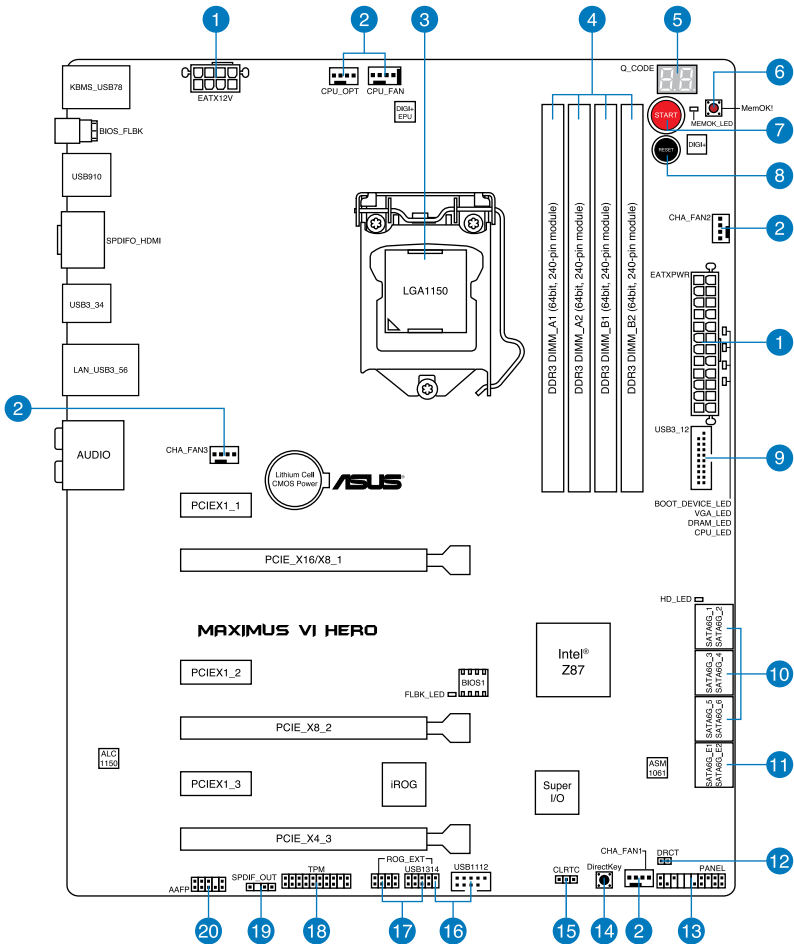 1
2
3
4
5
Q_CODE
88
6
KBMS_USB78
EATX12V
CPU_OPT
CPU_FAN
DIGI+
EPU
START
MEMOK_LED
MemOK!
7
BIOS_FLBK
RESET
DIGI+
8
USB910
CHA_FAN2
2
SPDIFO_HDMI
EATXPWR
LGA1150
DDR3 DIMM_A1 (64bit, 240-pin module)
DDR3 DIMM_A2 (64bit, 240-pin module)
DDR3 DIMM_B1 (64bit, 240-pin module)
DDR3 DIMM_B2 (64bit, 240-pin module)
USB3_34
1
LAN_USB3_56
2
USB3_12
9
AUDIO
CHA_FAN3
Lithium Cell
CMOS Power
ASUS®
PCIEX1_1
BOOT_DEVICE_LED
VGA_LED
DRAM_LED
CPU_LED
PCIE_X16/X8_1
HD_LED
SATA6G_1
SATA6G_2
MAXIMUS VI HERO
Intel®
Z87
SATA6G_3
SATA6G_4
10
PCIEX1_2
FLBK_LED
BIOS1
SATA6G_5
SATA6G_6
PCIE_X8_2
ALC
1150
ASM
1061
SATA6G_E1
SATA6G_E2
11
PCIEX1_3
iROG
Super
I/O
PCIE_X4_3
CHA_FAN1
DRCT
12
AAFP
SPDIF_OUT
TPM
ROG_EXT
USB1314
USB1112
CLRTC
DirectKey
PANEL
20
19
18
17
16
15
14
2
13